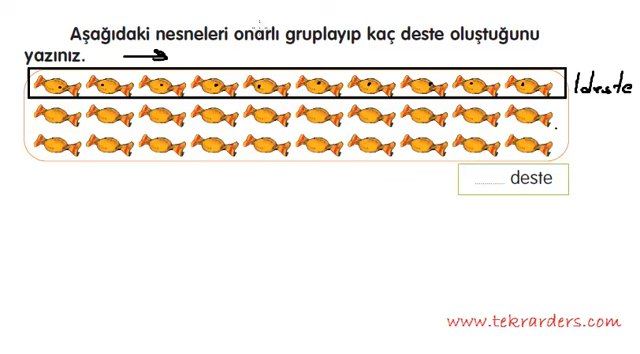 Aşağıdaki nesneleri onarlı gruplayıp kaç deste oluştuğunu
yazınız.
1 deste
............ deste
www.tekrarders.com